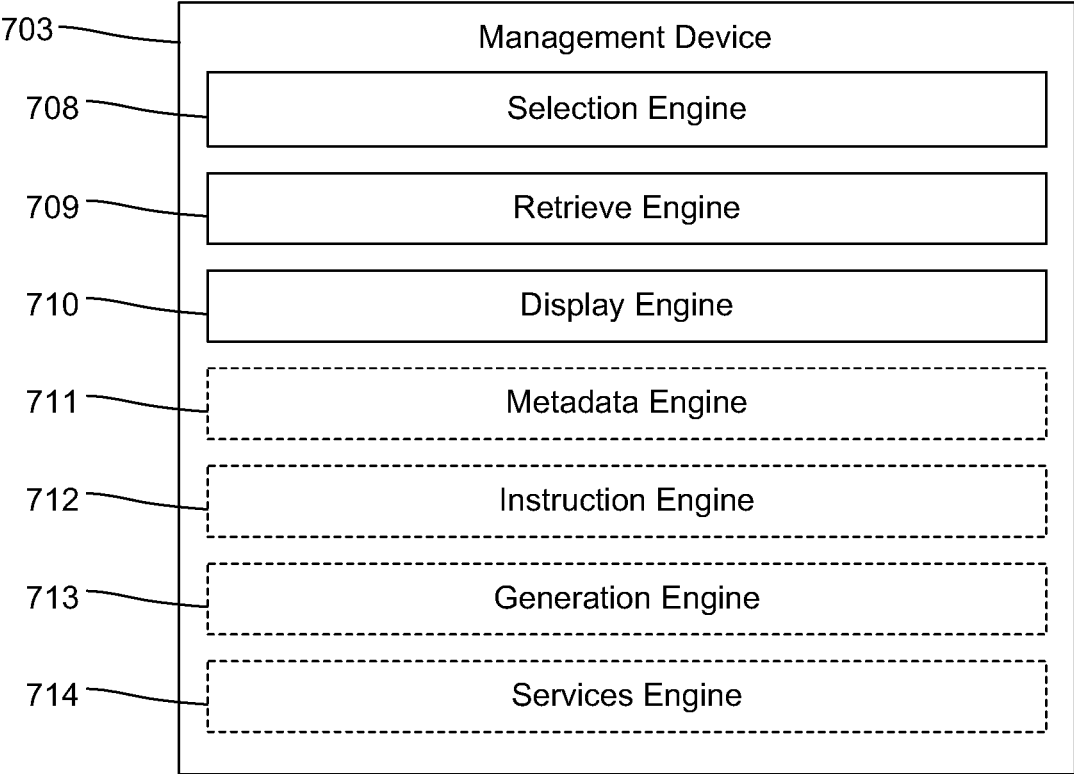 703 Management Device
708 Selection Engine
709 Retrieve Engine
710 Display Engine
711 Metadata Engine
712 Instruction Engine
713 Generation Engine
714 Services Engine